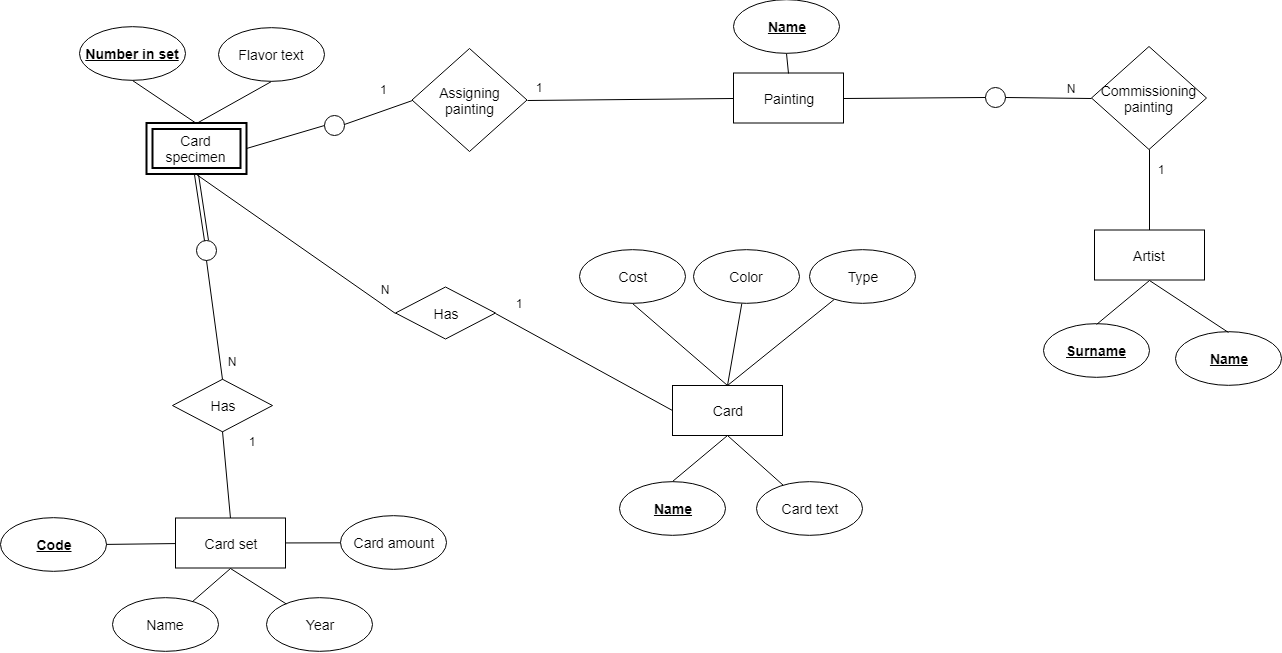 Name
Number in set
Flavor text
1
Assigning
painting
1
Painting
N
Commissioning
painting
Card
specimen
1
Artist
Cost
Color
Type
N
Has
1
Surname
Name
N
Has
1
Card
Name
Card text
Code
Card set
Card amount
Name
Year